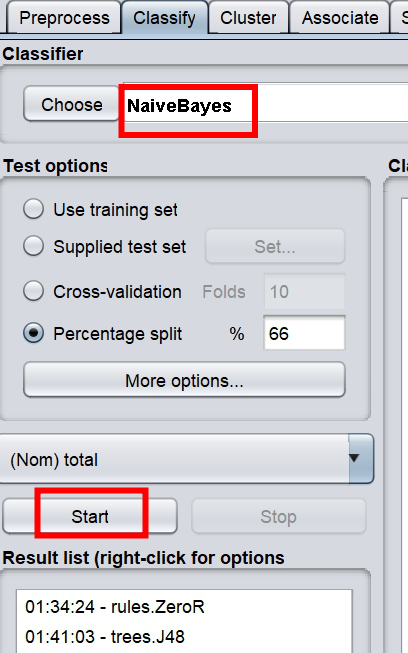 Preprocess Classify Cluster Associate S
Classifier
Choose NaiveBayes
Test options Cl
Use training set
Supplied test set Set...
Cross-validation Folds 10
Percentage split % 66
More options...
(Nom) total
Start Stop
Result list (right-click for options
01:34:24 - rules.ZeroR
01:41:03 - trees.J48